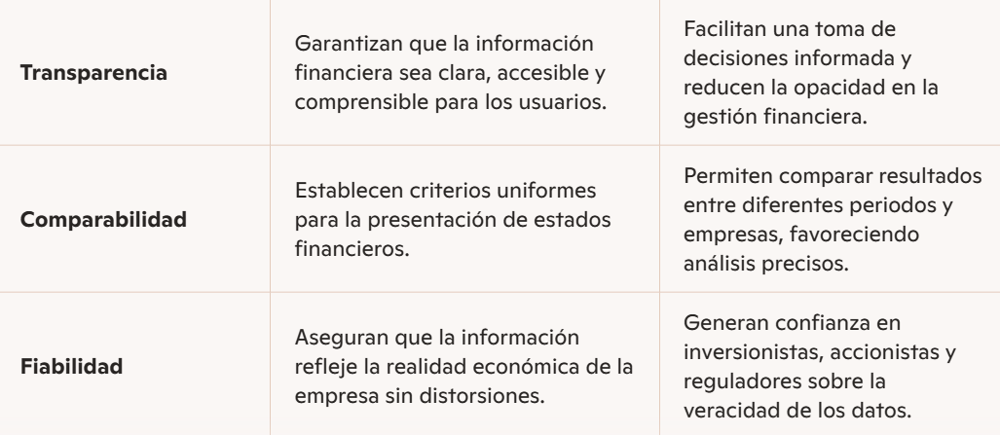 Transparencia
Garantizan que la información
financiera sea clara, accesible y
comprensible para los usuarios.
Facilitan una toma de
decisiones informada y
reducen la opacidad en la
gestión financiera.
Comparabilidad
Establecen criterios uniformes
para la presentación de estados
financieros.
Permiten comparar resultados
entre diferentes periodos y
empresas, favoreciendo
análisis precisos.
Fiabilidad
Aseguran que la información
refleje la realidad económica de la
empresa sin distorsiones.
Generan confianza en
inversionistas, accionistas y
reguladores sobre la
veracidad de los datos.